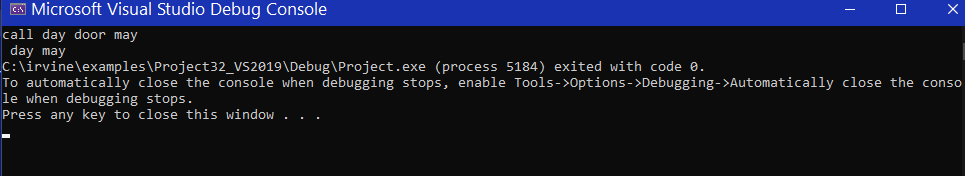 Microsoft Visual Studio Debug Console
call day door may
 day may
C:\irvine\examples\Project32_VS2019\Debug\Project.exe (process 5184) exited with code 0.
To automatically close the console when debugging stops, enable Tools->Options->Debugging->Automatically close the conso
le when debugging stops.
Press any key to close this window . . .